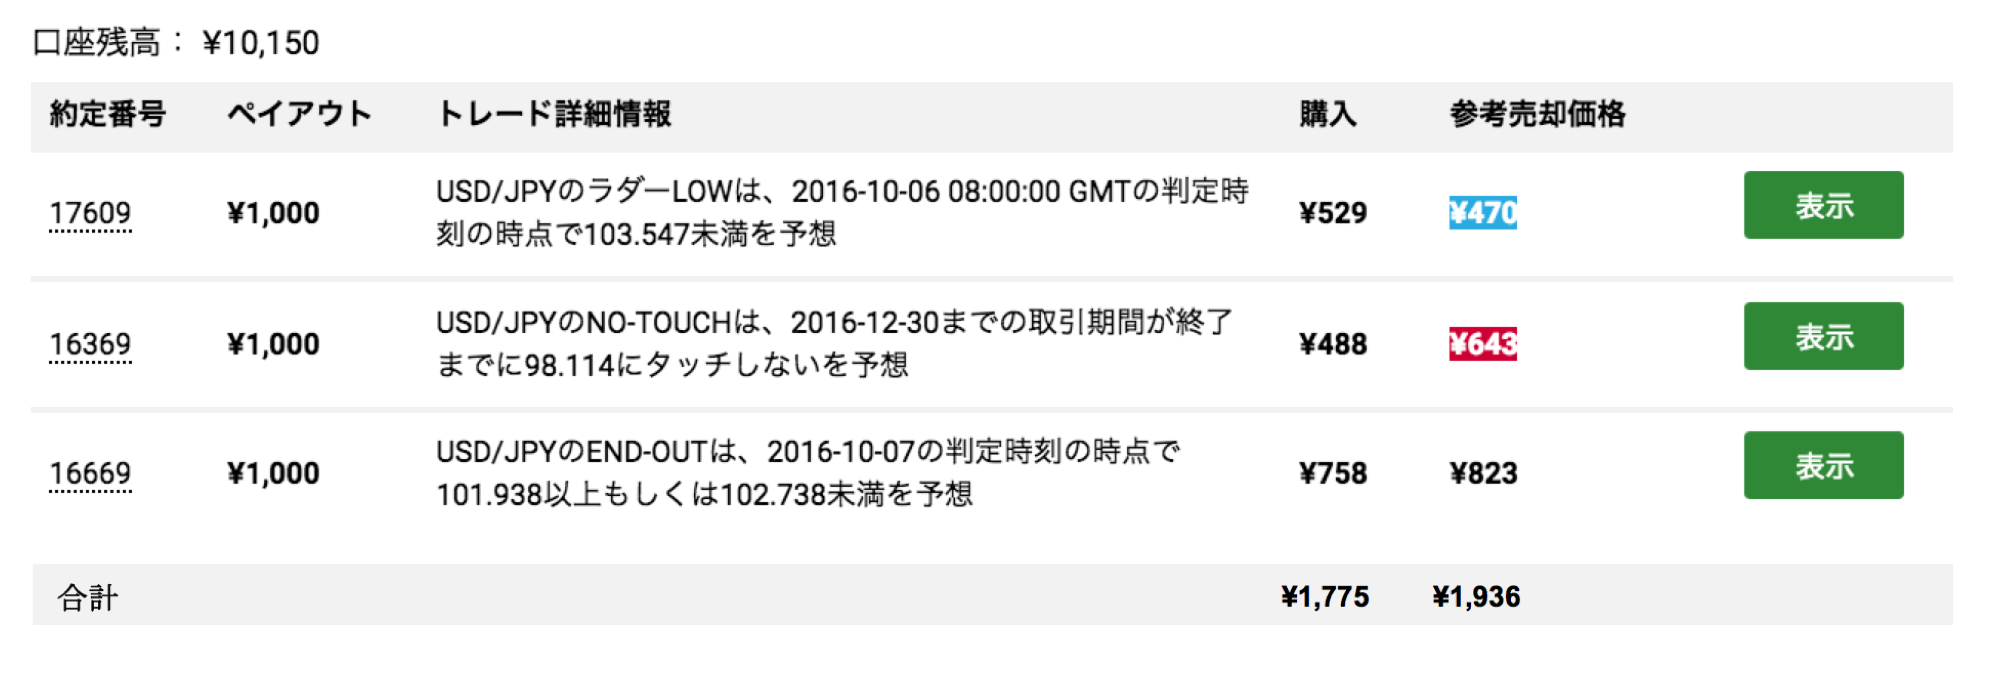 口座残高： ¥10,150
約定番号 ペイアウト トレード詳細情報 購入 参考売却価格
17609 ¥1,000 USD/JPYのラダーLOWは、2016-10-06 08:00:00 GMTの判定時
刻の時点で103.547未満を予想 ¥529 ¥470 表示
16369 ¥1,000 USD/JPYのNO-TOUCHは、2016-12-30までの取引期間が終了
までに98.114にタッチしないを予想 ¥488 ¥643 表示
16669 ¥1,000 USD/JPYのEND-OUTは、2016-10-07の判定時刻の時点で
101.938以上もしくは102.738未満を予想 ¥758 ¥823 表示
合計 ¥1,775 ¥1,936